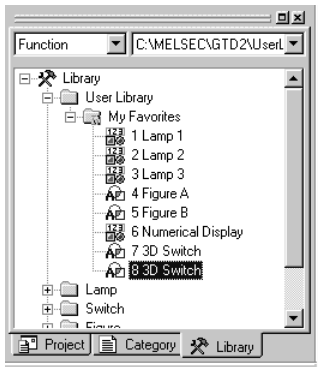 Function C:\MELSEC\GTD2\UserL
Library
User Library
My Favorites
1 Lamp 1
2 Lamp 2
3 Lamp 3
4 Figure A
5 Figure B
6 Numerical Display
7 3D Switch
8 3D Switch
Lamp
Switch
Figure
Project Category Library